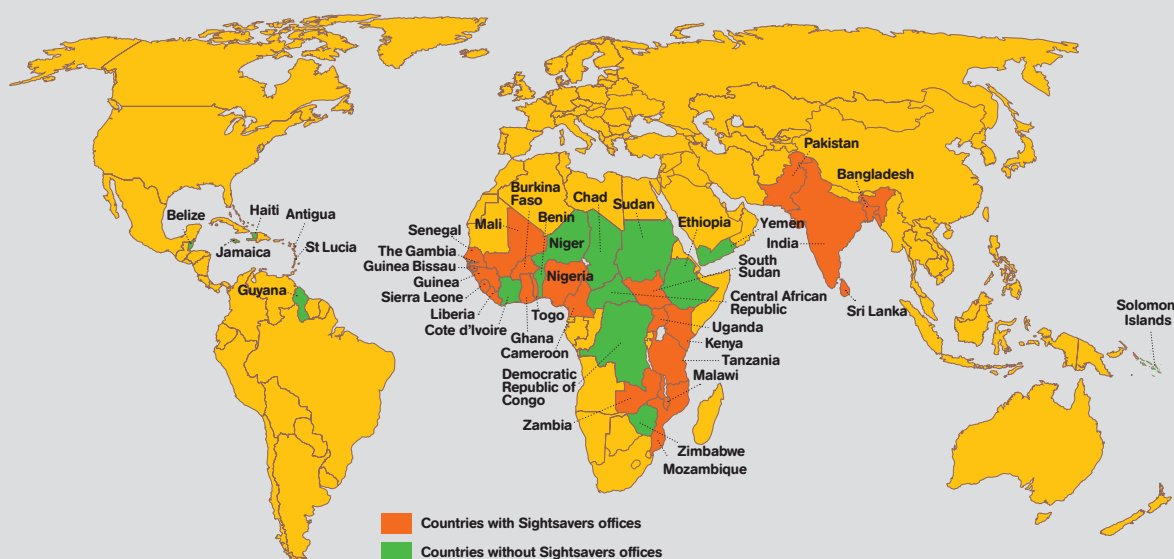 Belize
Haiti
Antigua
Jamaica
St Lucia
Guyana
Senegal
The Gambia
Guinea Bissau
Guinea
Sierra Leone
Liberia
Cote d'Ivoire
Mali
Burkina
Faso
Benin
Niger
Nigeria
Togo
Ghana
Cameroon
Chad
Sudan
Ethiopia
Yemen
South
Sudan
Central African
Republic
Uganda
Kenya
Tanzania
Malawi
Democratic
Republic of
Congo
Zambia
Zimbabwe
Mozambique
Pakistan
Bangladesh
India
Sri Lanka
Solomon
Islands
Countries with Sightsavers offices
Countries without Sightsavers offices